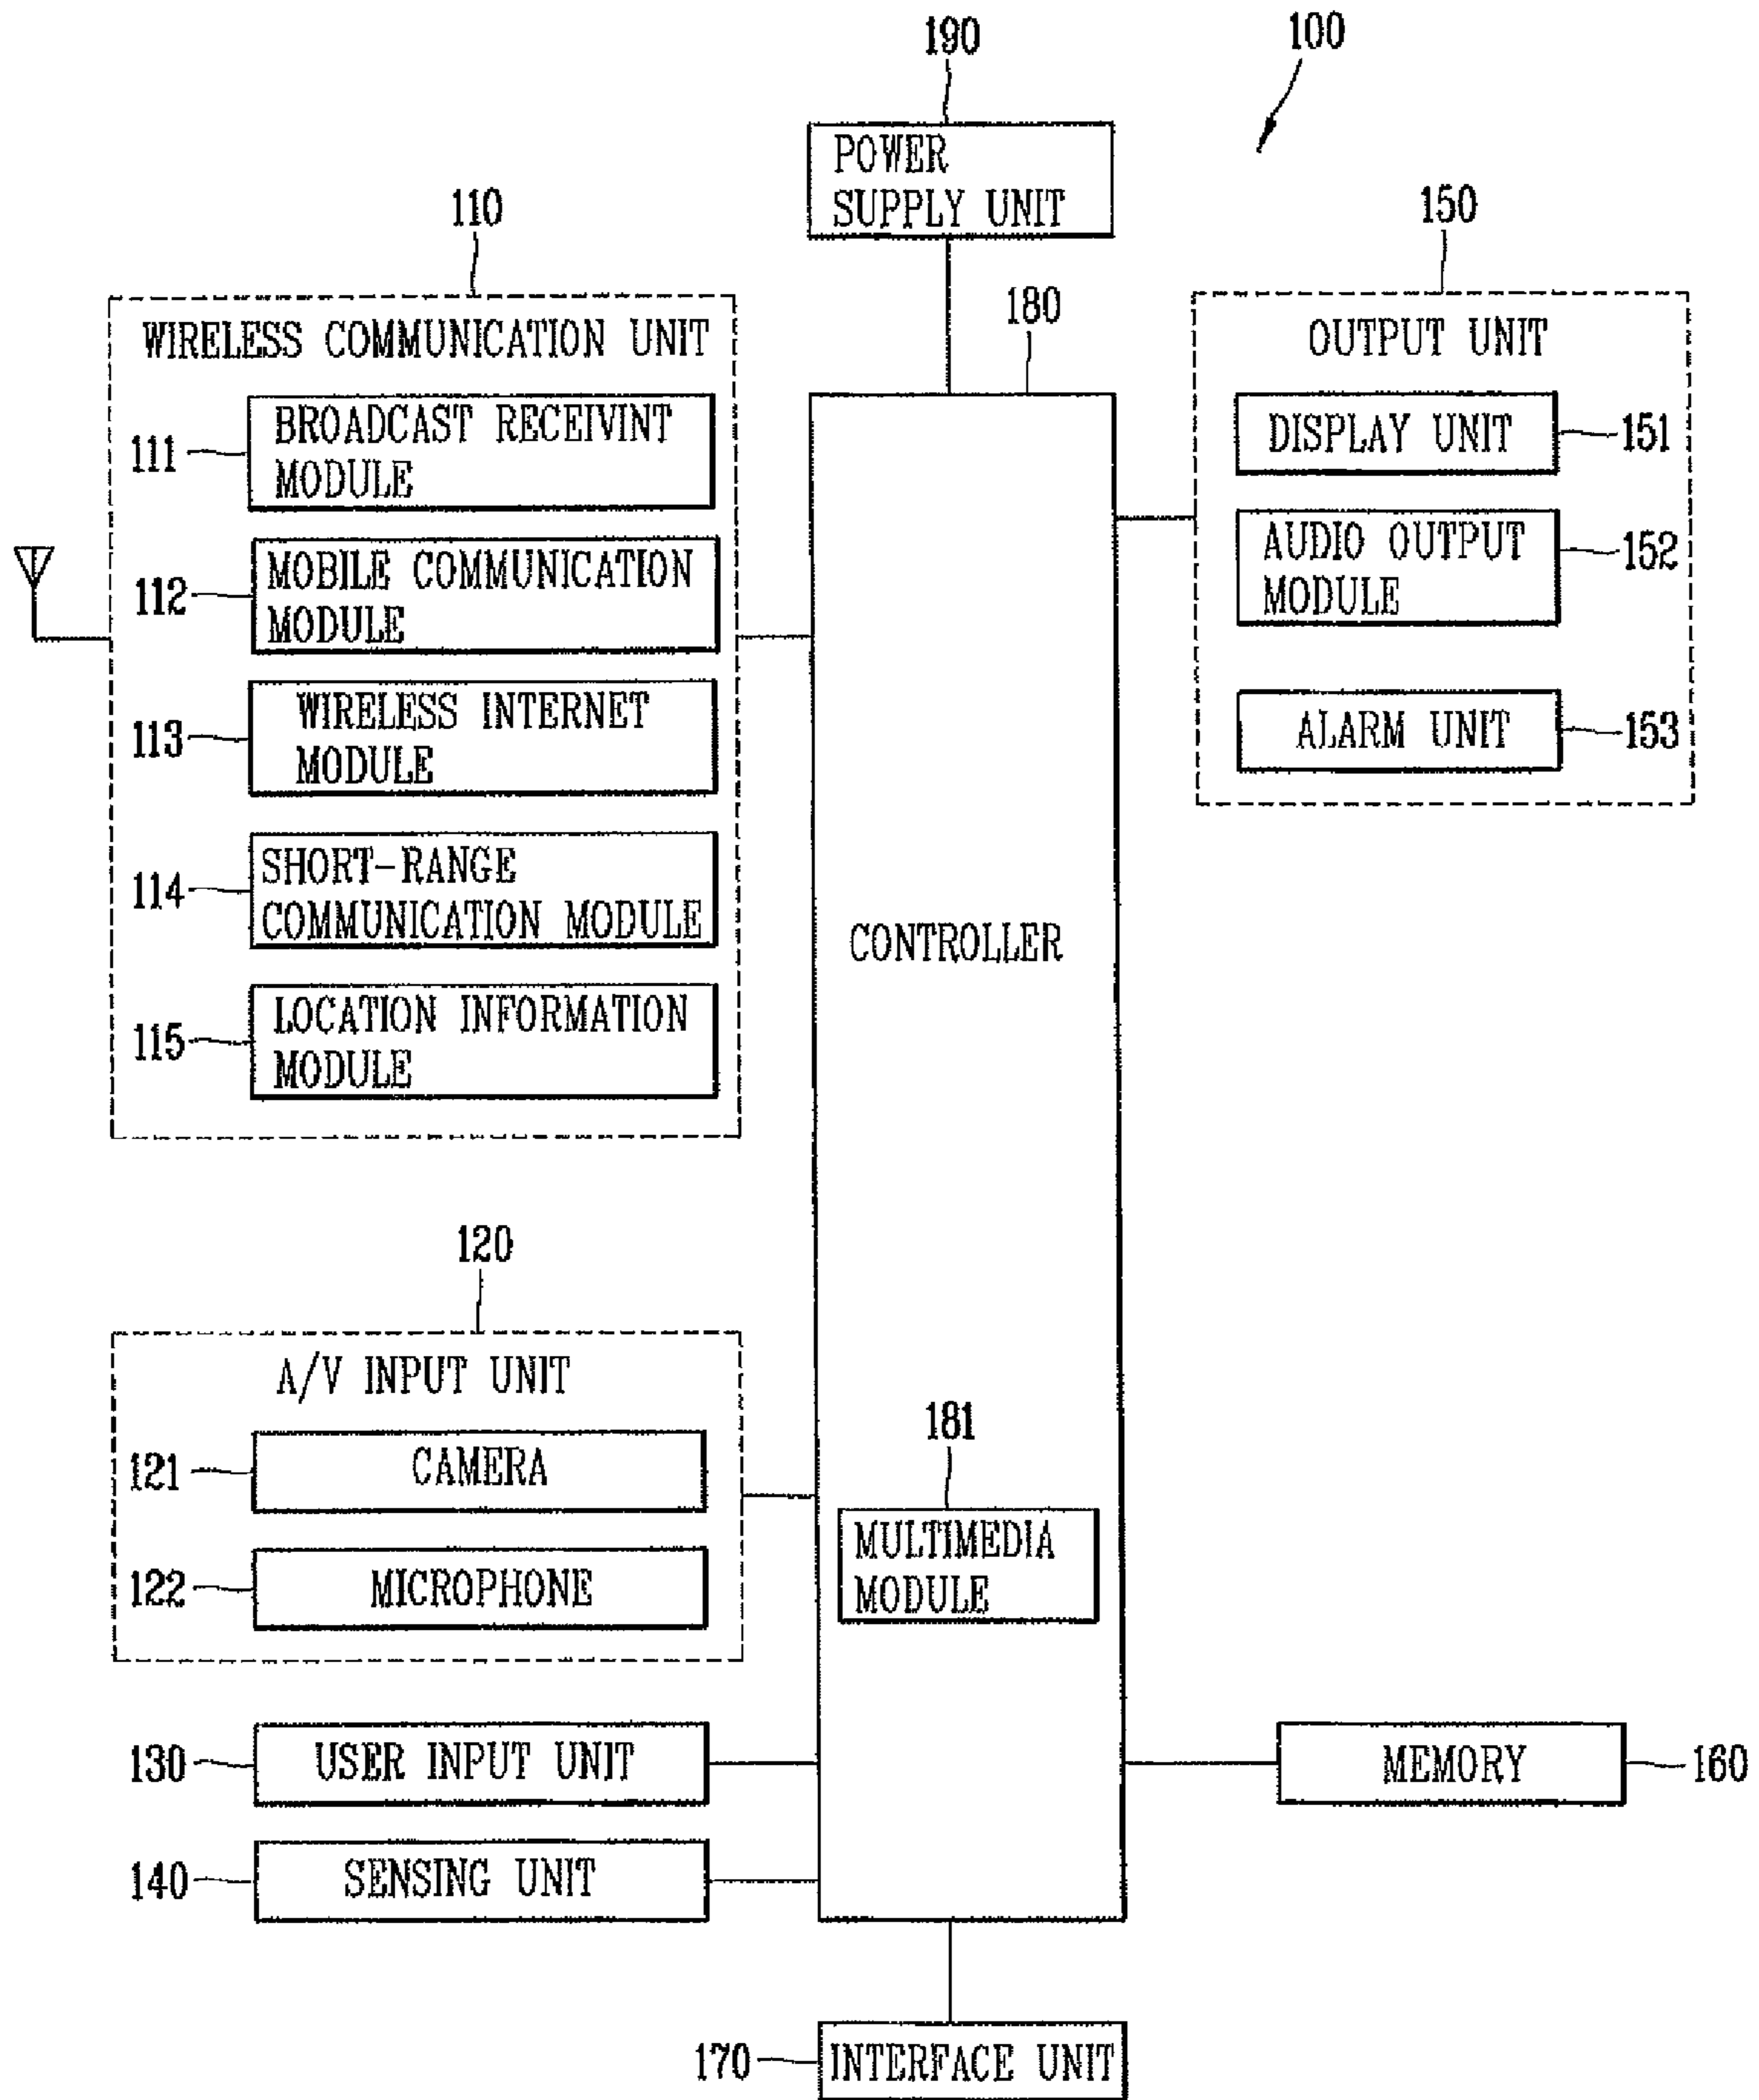 190
100
POWER
SUPPLY UNIT
110
150
180
WIRELESS COMMUNICATION UNIT
OUTPUT UNIT
BROADCAST RECEIVINT
MODULE
111
DISPLAY UNIT
151
MOBILE COMMUNICATION
MODULE
112
AUDIO OUTPUT
MODULE
152
WIRELESS INTERNET
MODULE
113
ALARM UNIT
153
SHORT-RANGE
COMMUNICATION MODULE
114
CONTROLLER
LOCATION INFORMATION
MODULE
115
120
A/V INPUT UNIT
181
121
CAMERA
MULTIMEDIA
MODULE
122
MICROPHONE
130
USER INPUT UNIT
MEMORY
160
140
SENSING UNIT
170
INTERFACE UNIT